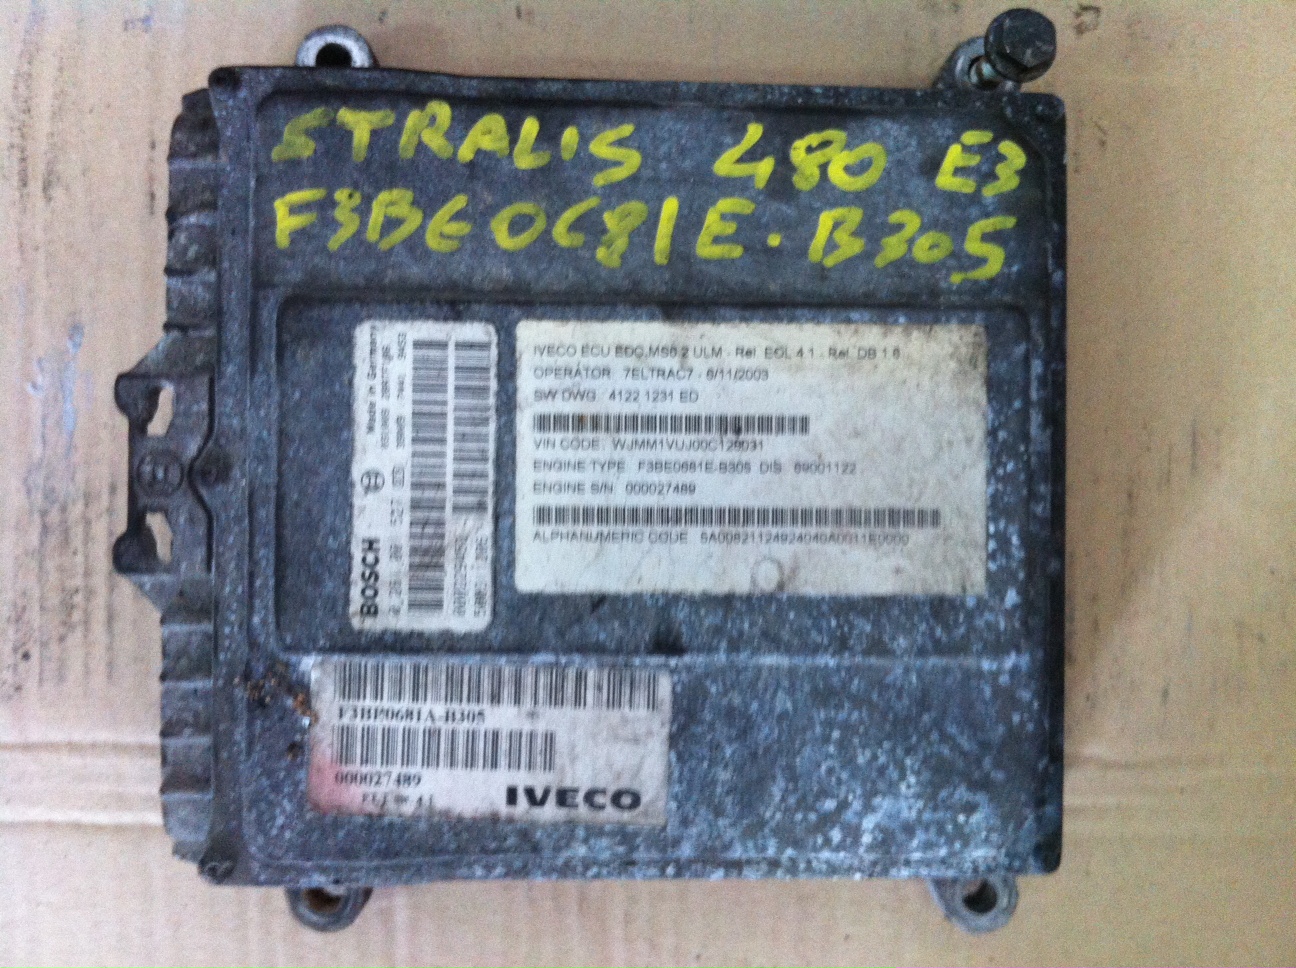 STRALIS 480 E3
F3BE0681E-B305
BOSCH
Made in Germany
IVECO ECU EDC MS6.2 ULM - Rel. EOL 4.1 - Rel. DB 1.6
OPERATOR 7ELTRAC7 - 6/11/2003
SW DWG 4122 1231 ED
VIN CODE: WJMM1VUJ00C129031
ENGINE TYPE F3BE0681E-B305 DIS 69001122
ENGINE S/N 000027489
ALPHANUMERIC CODE 5A00821124924040A0011E0000
F3BE0681A-B305
000027489
IVECO